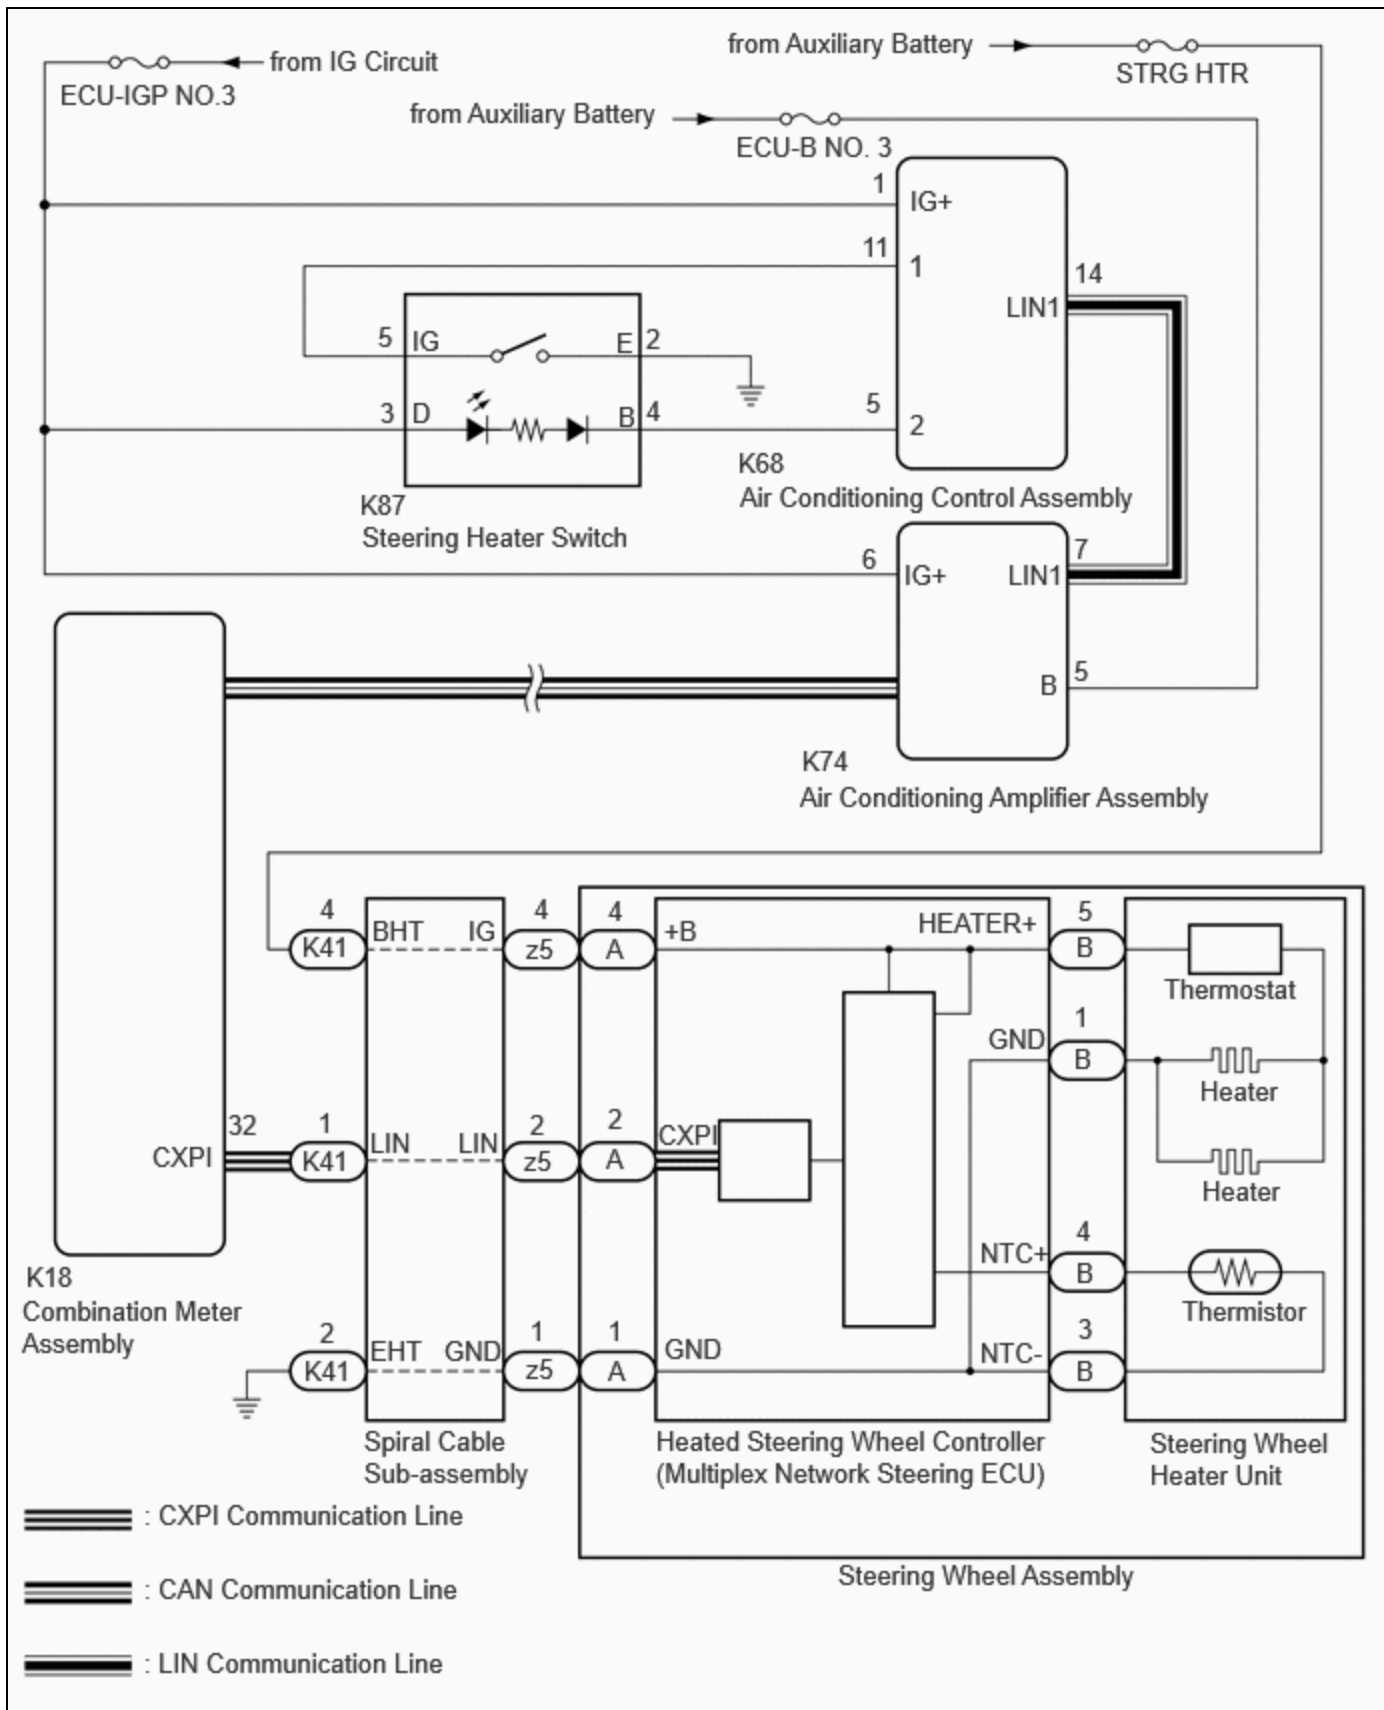 from Auxiliary Battery
STRG HTR
from IG Circuit
ECU-IGP NO.3
from Auxiliary Battery
ECU-B NO. 3
1
IG+
11
1
14
LIN1
5
IG
E
2
3
D
B
4
5
2
K68
Air Conditioning Control Assembly
K87
Steering Heater Switch
6
IG+
LIN1
7
B
5
K74
Air Conditioning Amplifier Assembly
4
K41
BHT
IG
4
z5
4
A
+B
HEATER+
5
B
Thermostat
GND
1
B
Heater
Heater
CXPI
32
1
K41
LIN
LIN
2
z5
2
A
CXPI
NTC+
4
B
Thermistor
K18
Combination Meter
Assembly
2
K41
EHT
GND
1
z5
1
A
GND
NTC-
3
B
Spiral Cable
Sub-assembly
Heated Steering Wheel Controller
(Multiplex Network Steering ECU)
Steering Wheel
Heater Unit
Steering Wheel Assembly
: CXPI Communication Line
: CAN Communication Line
: LIN Communication Line